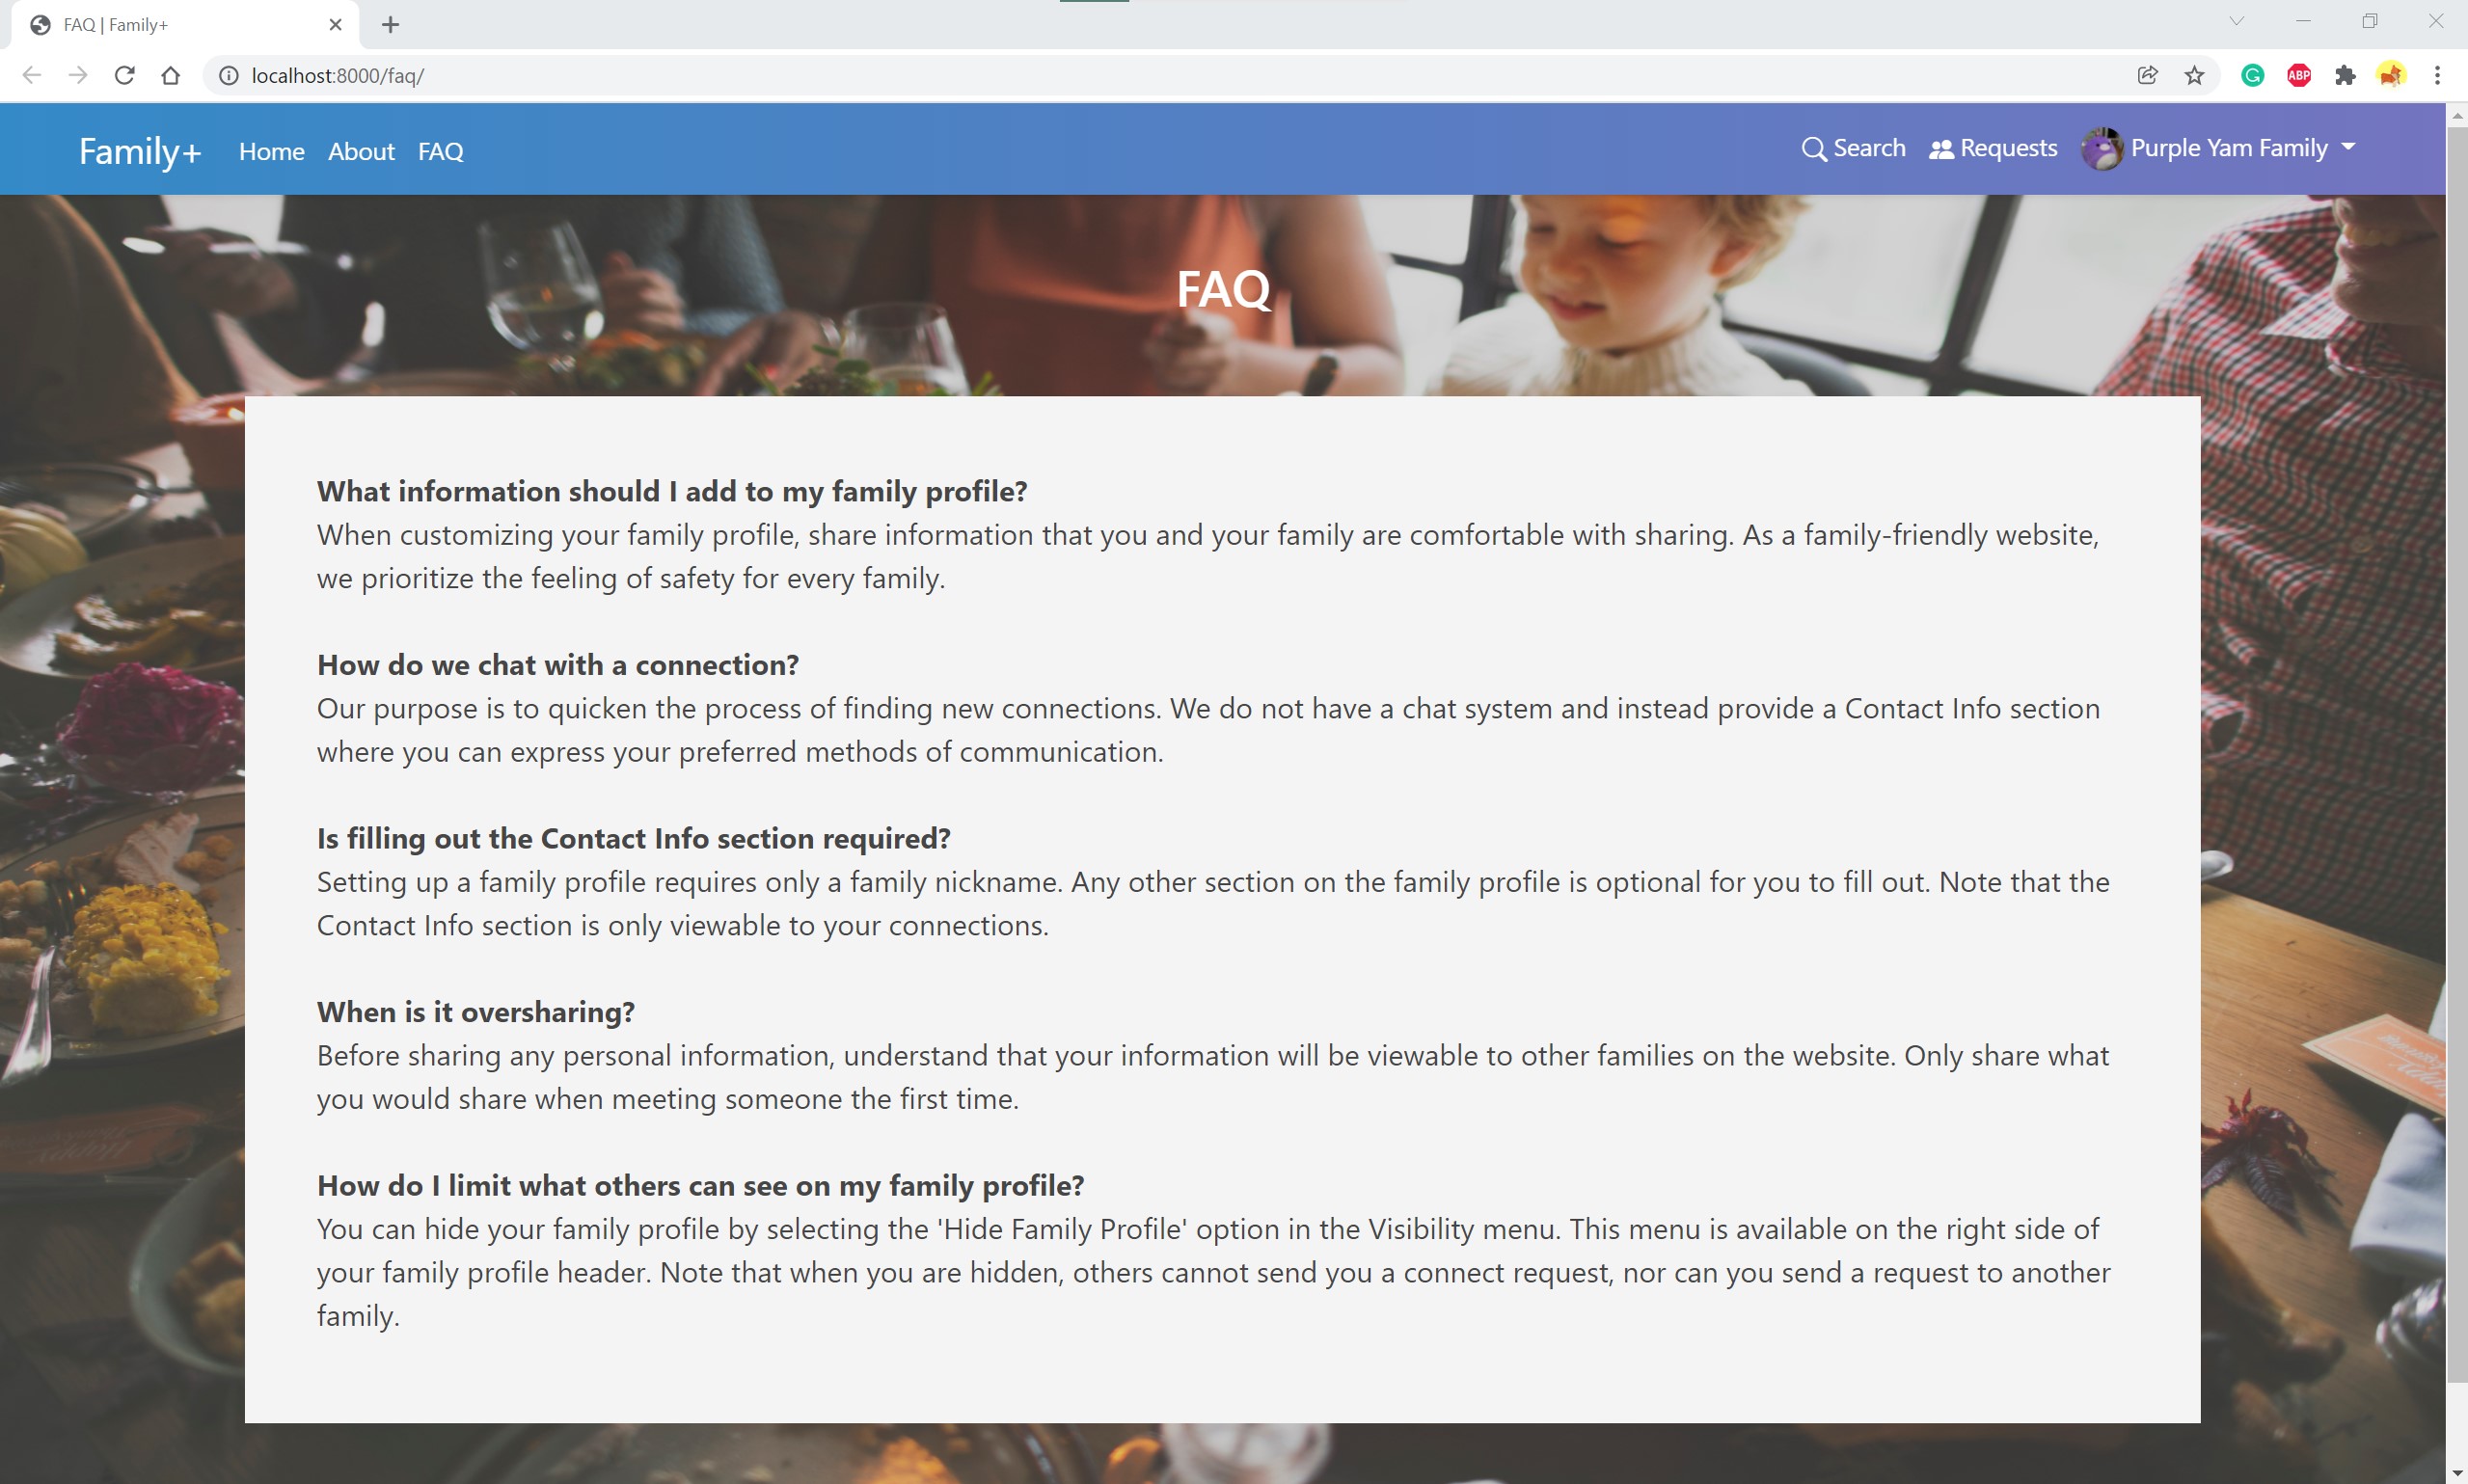 FAQ | Family+
localhost:8000/faq/
ABP
Family+ Home About FAQ Search Requests Purple Yam Family
FAQ
What information should I add to my family profile?
When customizing your family profile, share information that you and your family are comfortable with sharing. As a family-friendly website,
we prioritize the feeling of safety for every family.
How do we chat with a connection?
Our purpose is to quicken the process of finding new connections. We do not have a chat system and instead provide a Contact Info section
where you can express your preferred methods of communication.
Is filling out the Contact Info section required?
Setting up a family profile requires only a family nickname. Any other section on the family profile is optional for you to fill out. Note that the
Contact Info section is only viewable to your connections.
When is it oversharing?
Before sharing any personal information, understand that your information will be viewable to other families on the website. Only share what
you would share when meeting someone the first time.
How do I limit what others can see on my family profile?
You can hide your family profile by selecting the 'Hide Family Profile' option in the Visibility menu. This menu is available on the right side of
your family profile header. Note that when you are hidden, others cannot send you a connect request, nor can you send a request to another
family.